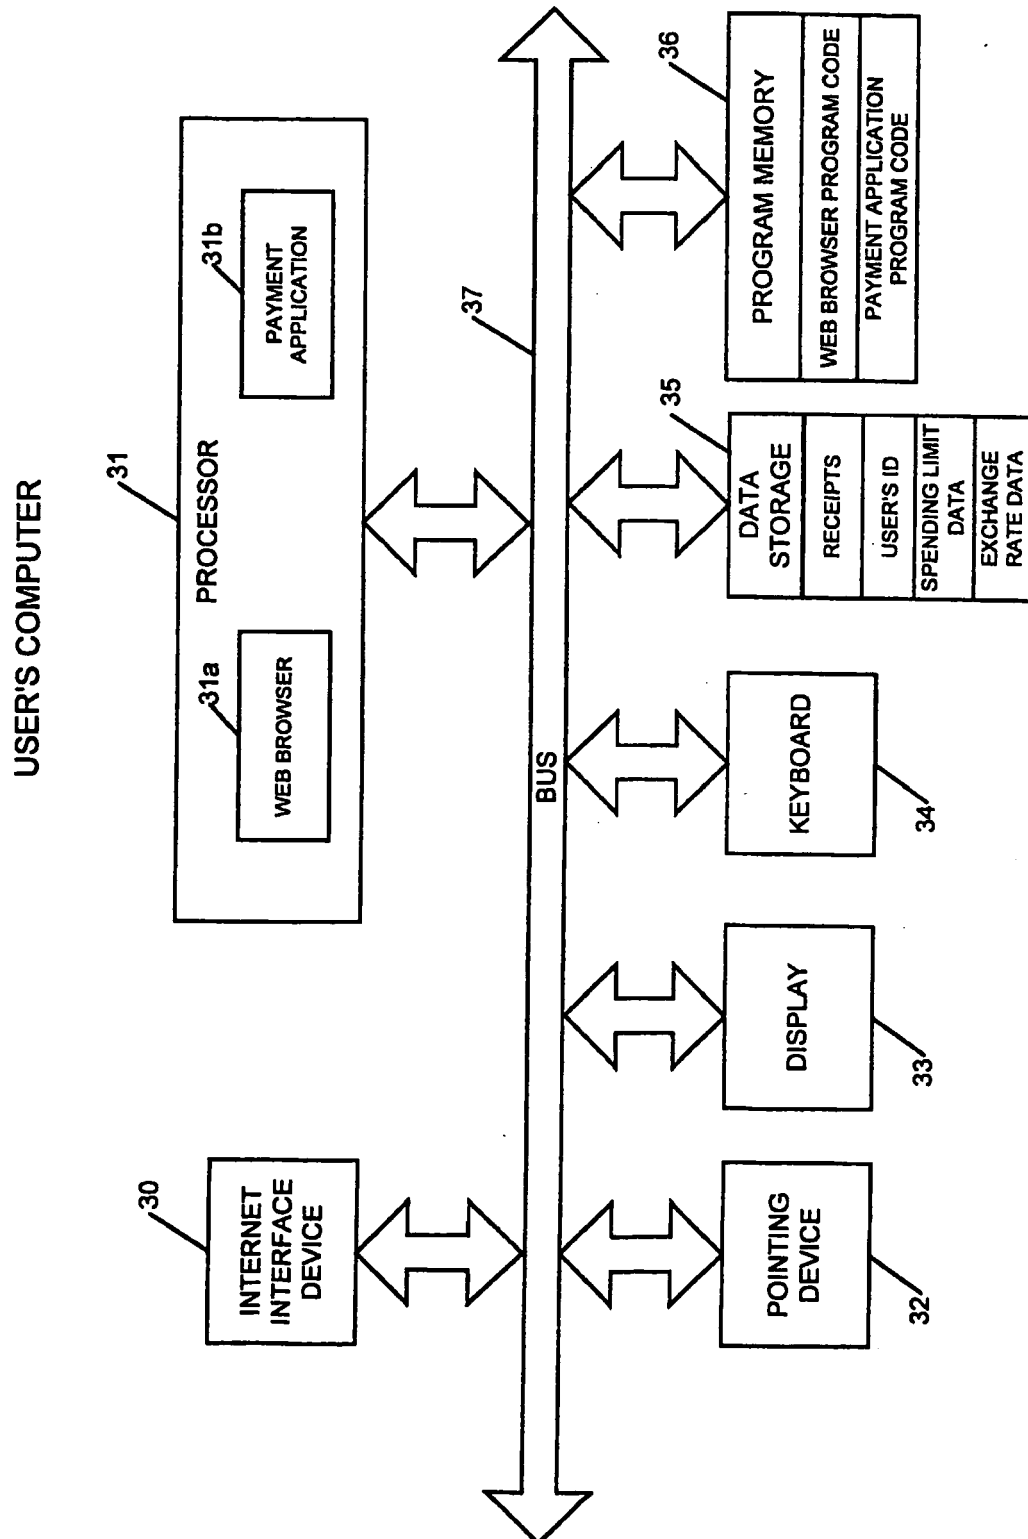 USER'S COMPUTER
30
INTERNET
INTERFACE
DEVICE
31
PROCESSOR
31a
WEB BROWSER
31b
PAYMENT
APPLICATION
BUS
37
POINTING
DEVICE
32
DISPLAY
33
KEYBOARD
34
35
DATA
STORAGE
RECEIPTS
USER'S ID
SPENDING LIMIT
DATA
EXCHANGE
RATE DATA
36
PROGRAM MEMORY
WEB BROWSER PROGRAM CODE
PAYMENT APPLICATION
PROGRAM CODE